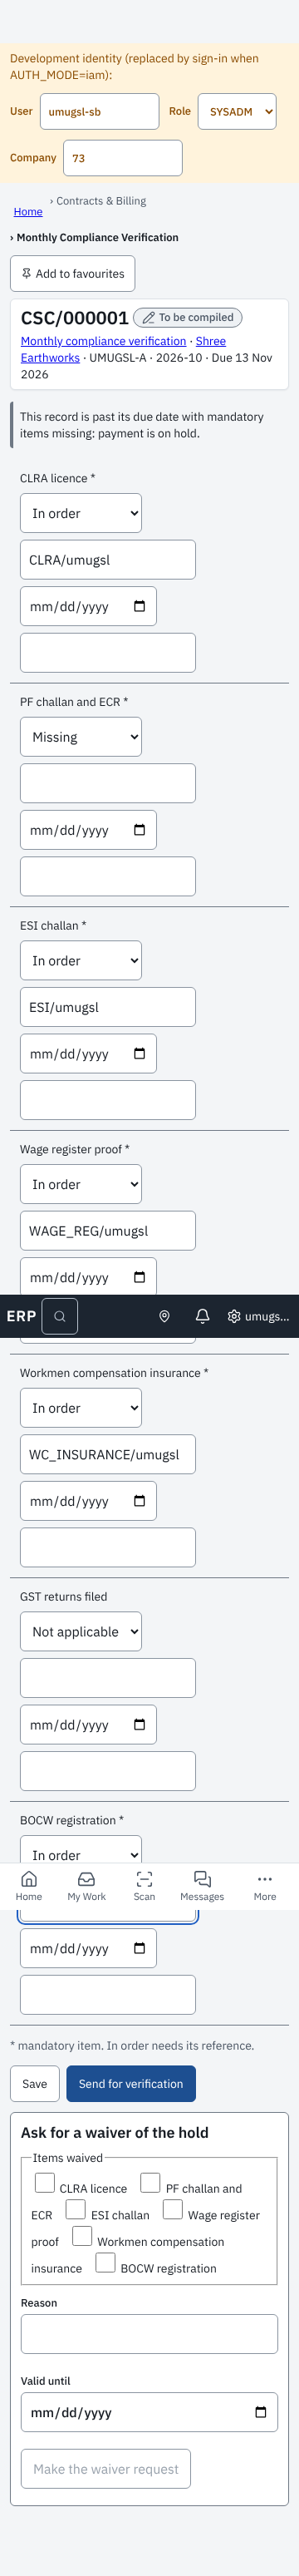 Development identity (replaced by sign-in when
AUTH_MODE=iam):
User umugsl-sb Role SYSADM
Company 73
Home › Contracts & Billing
› Monthly Compliance Verification
Add to favourites
CSC/000001 To be compiled
Monthly compliance verification · Shree
Earthworks · UMUGSL-A · 2026-10 · Due 13 Nov
2026
This record is past its due date with mandatory
items missing: payment is on hold.
CLRA licence *
In order
CLRA/umugsl
mm/dd/yyyy
PF challan and ECR *
Missing
mm/dd/yyyy
ESI challan *
In order
ESI/umugsl
mm/dd/yyyy
Wage register proof *
In order
WAGE_REG/umugsl
mm/dd/yyyy
ERP umugs...
Workmen compensation insurance *
In order
WC_INSURANCE/umugsl
mm/dd/yyyy
GST returns filed
Not applicable
mm/dd/yyyy
BOCW registration *
In order
Home My Work Scan Messages More
mm/dd/yyyy
* mandatory item. In order needs its reference.
Save Send for verification
Ask for a waiver of the hold
Items waived
CLRA licence PF challan and
ECR ESI challan Wage register
proof Workmen compensation
insurance BOCW registration
Reason
Valid until
mm/dd/yyyy
Make the waiver request